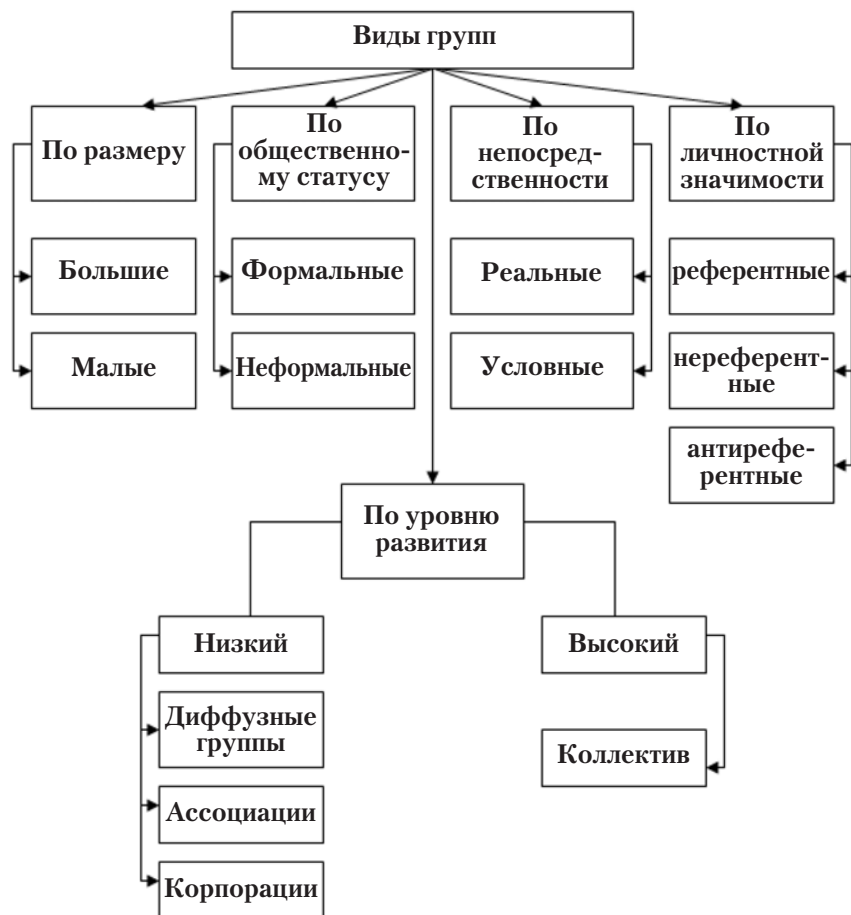 Виды групп
По размеру
По
общественно-
му статусу
По
непосред-
ственности
По
личностной
значимости
Большие
Формальные
Реальные
референтные
Малые
Неформальные
Условные
нереферент-
ные
антирефе-
рентные
По уровню
развития
Низкий
Высокий
Диффузные
группы
Коллектив
Ассоциации
Корпорации